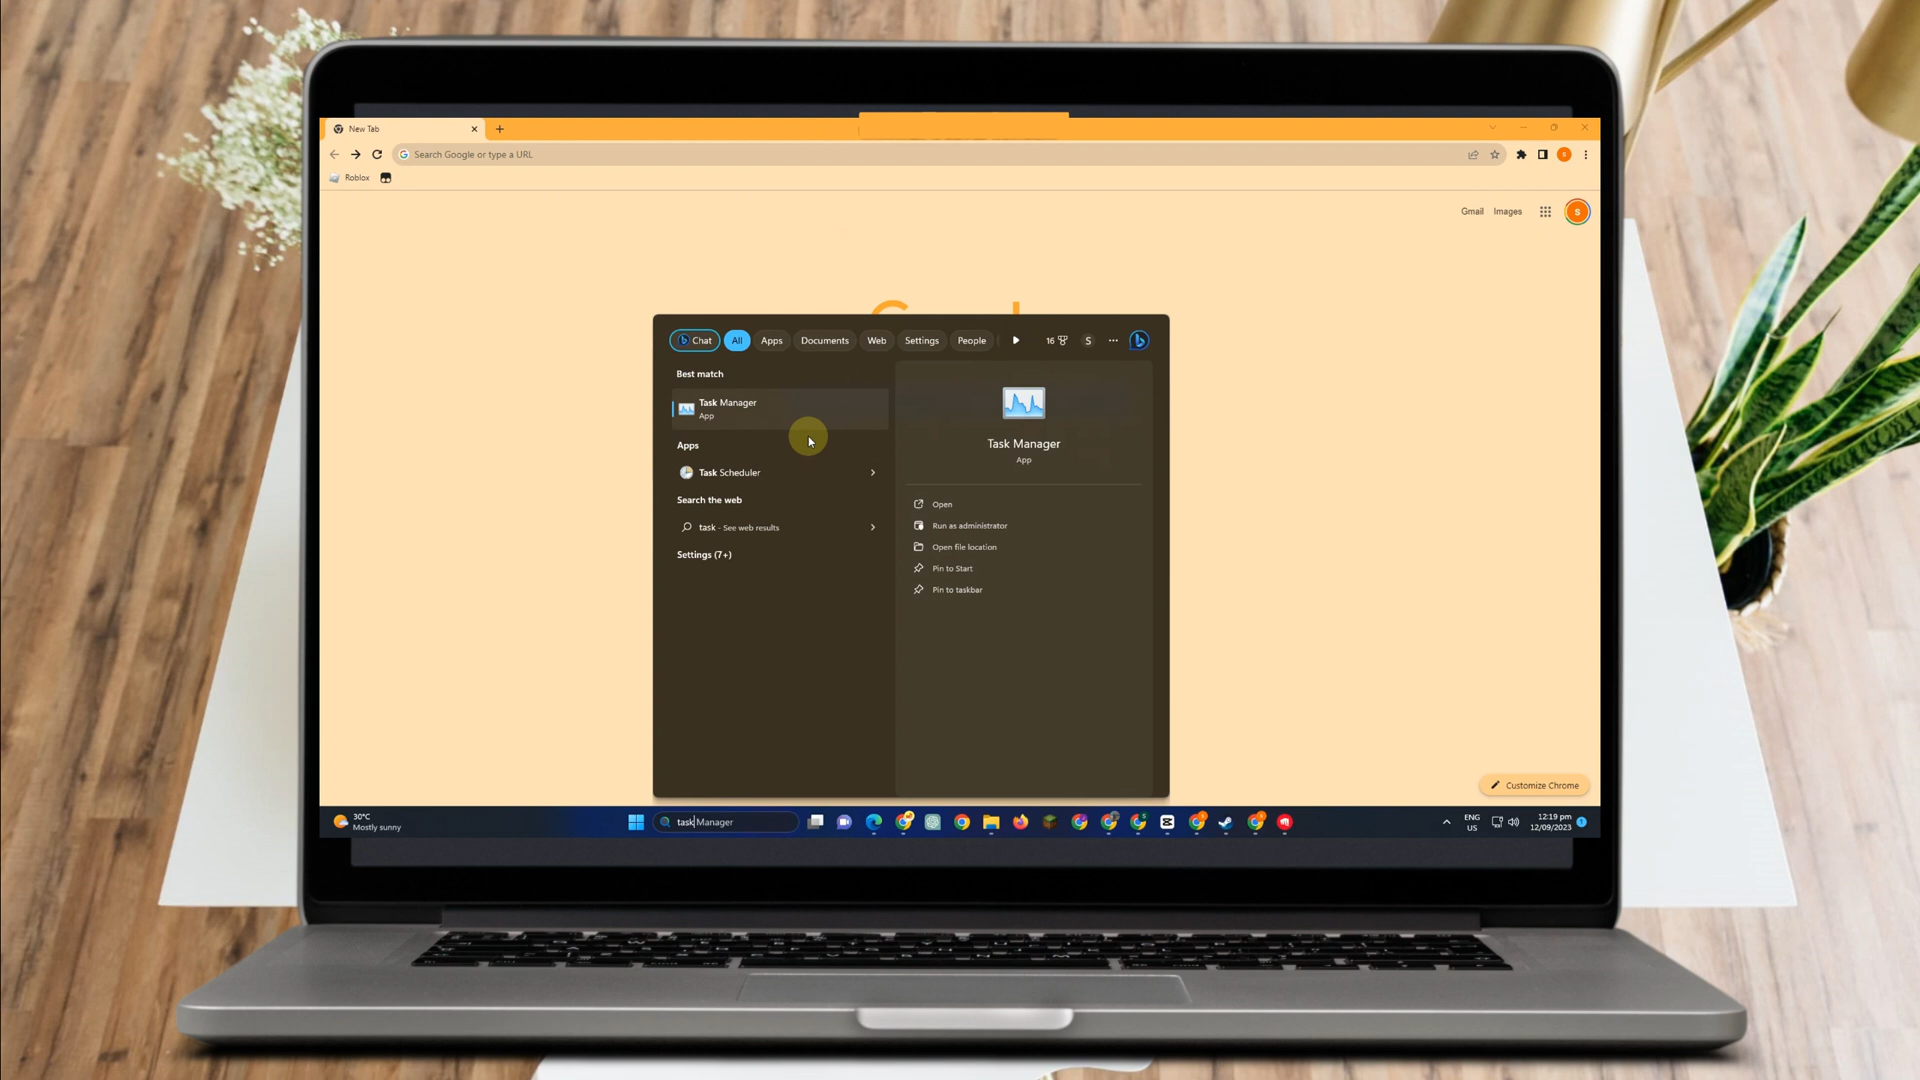 New Tab
Search Google or type a URL
Roblox
Gmail Images
S
Chat All Apps Documents Web Settings People 16 S
Best match
Task Manager
App
Apps
Task Scheduler
Search the web
task - See web results
Settings (7+)
Task Manager
App
Open
Run as administrator
Open file location
Pin to Start
Pin to taskbar
Customize Chrome
30°C
Mostly sunny
task Manager
ENG
US
12:19 pm
12/09/2023
1